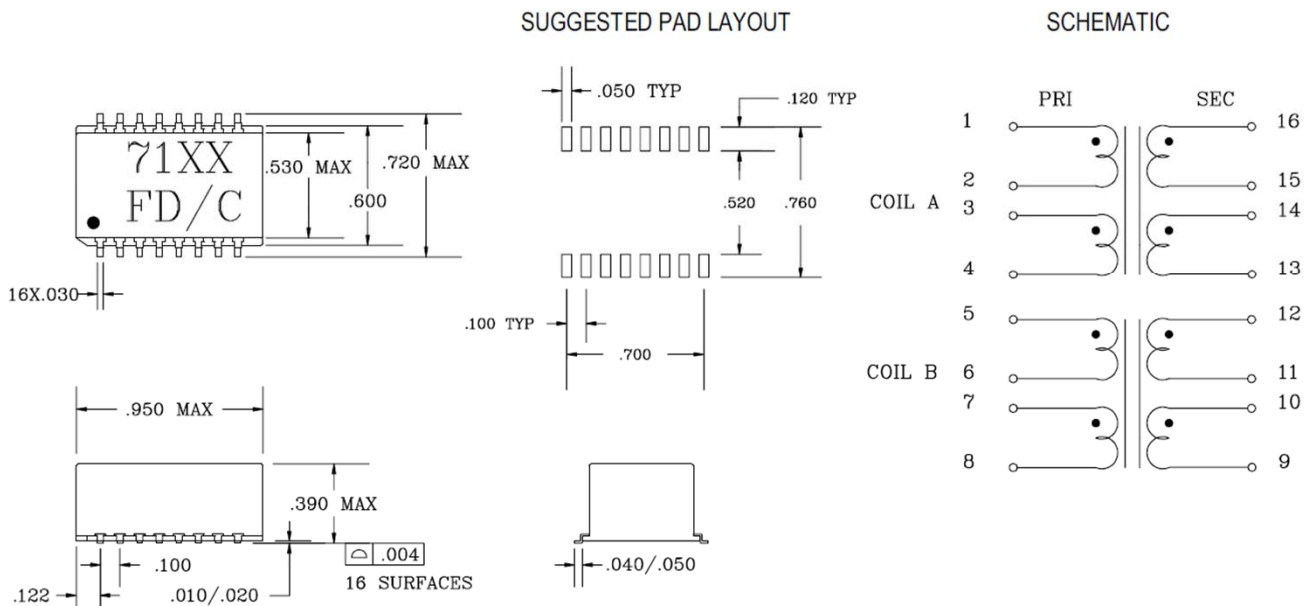 SUGGESTED PAD LAYOUT
SCHEMATIC
71XX
FD/C
.530 MAX
.720 MAX
.600
16X.030
.050 TYP
.120 TYP
.520
.760
.100 TYP
.700
PRI
SEC
1
16
2
15
COIL A
3
14
4
13
5
12
COIL B
6
11
7
10
8
9
.950 MAX
.390 MAX
.100
.004
16 SURFACES
.122
.010/.020
.040/.050